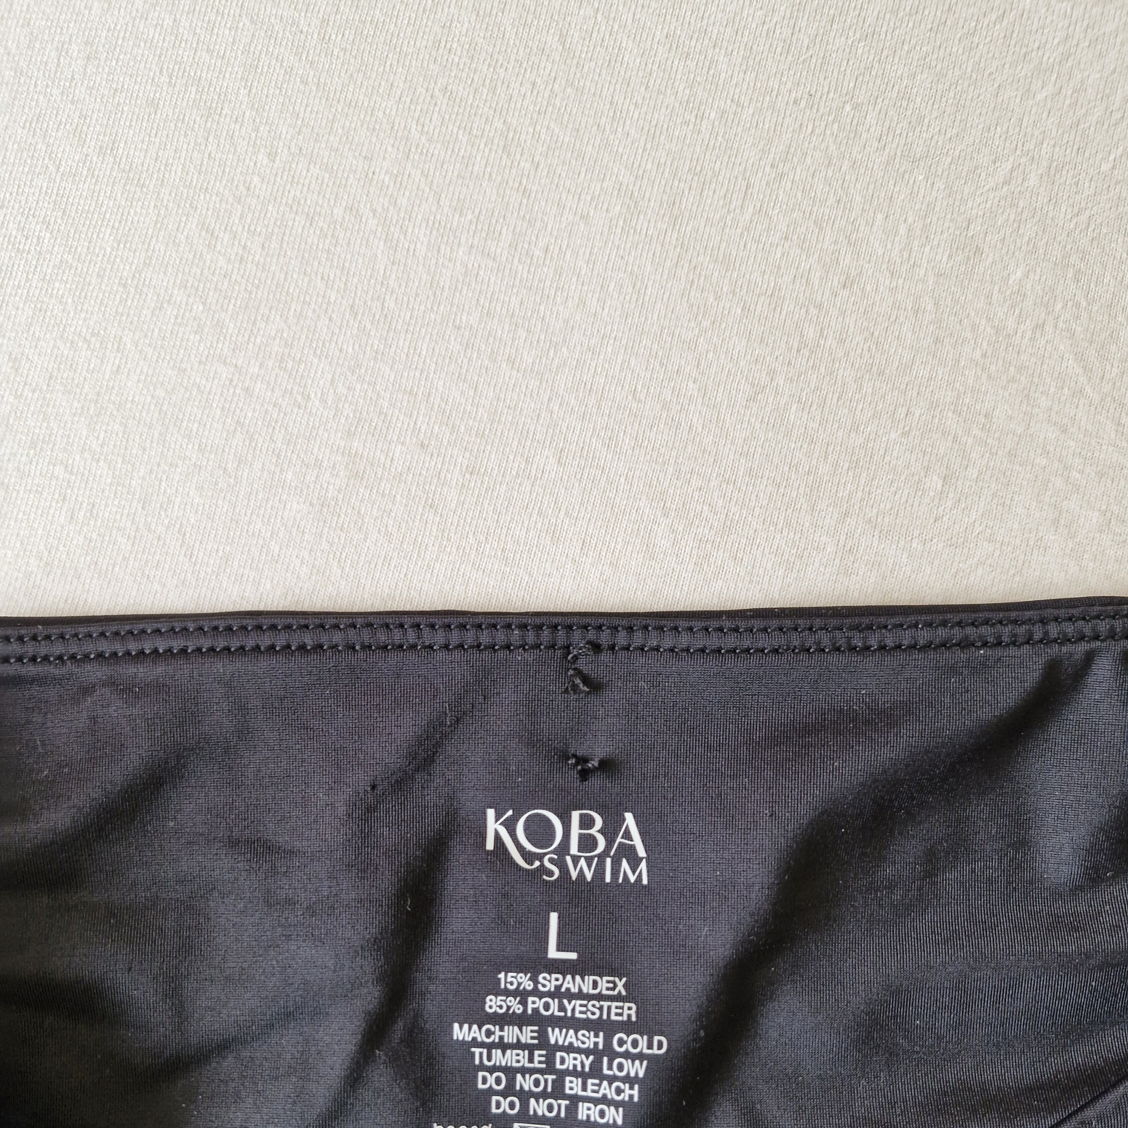 KOBA
SWIM
L
15% SPANDEX
85% POLYESTER
MACHINE WASH COLD
TUMBLE DRY LOW
DO NOT BLEACH
DO NOT IRON